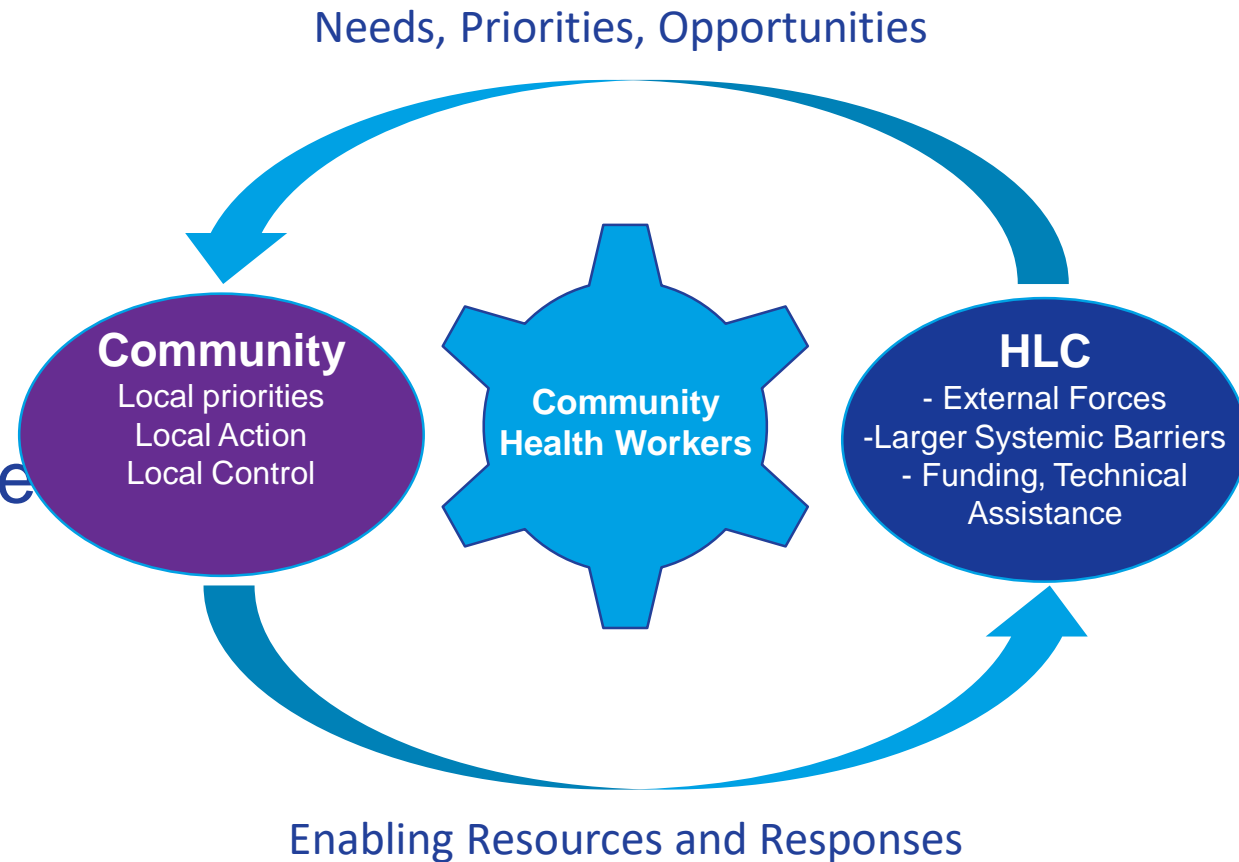 Needs, Priorities, Opportunities
Community
Local priorities
Local Action
Local Control
e
Community
Health Workers
HLC
- External Forces
-Larger Systemic Barriers
- Funding, Technical
Assistance
Enabling Resources and Responses